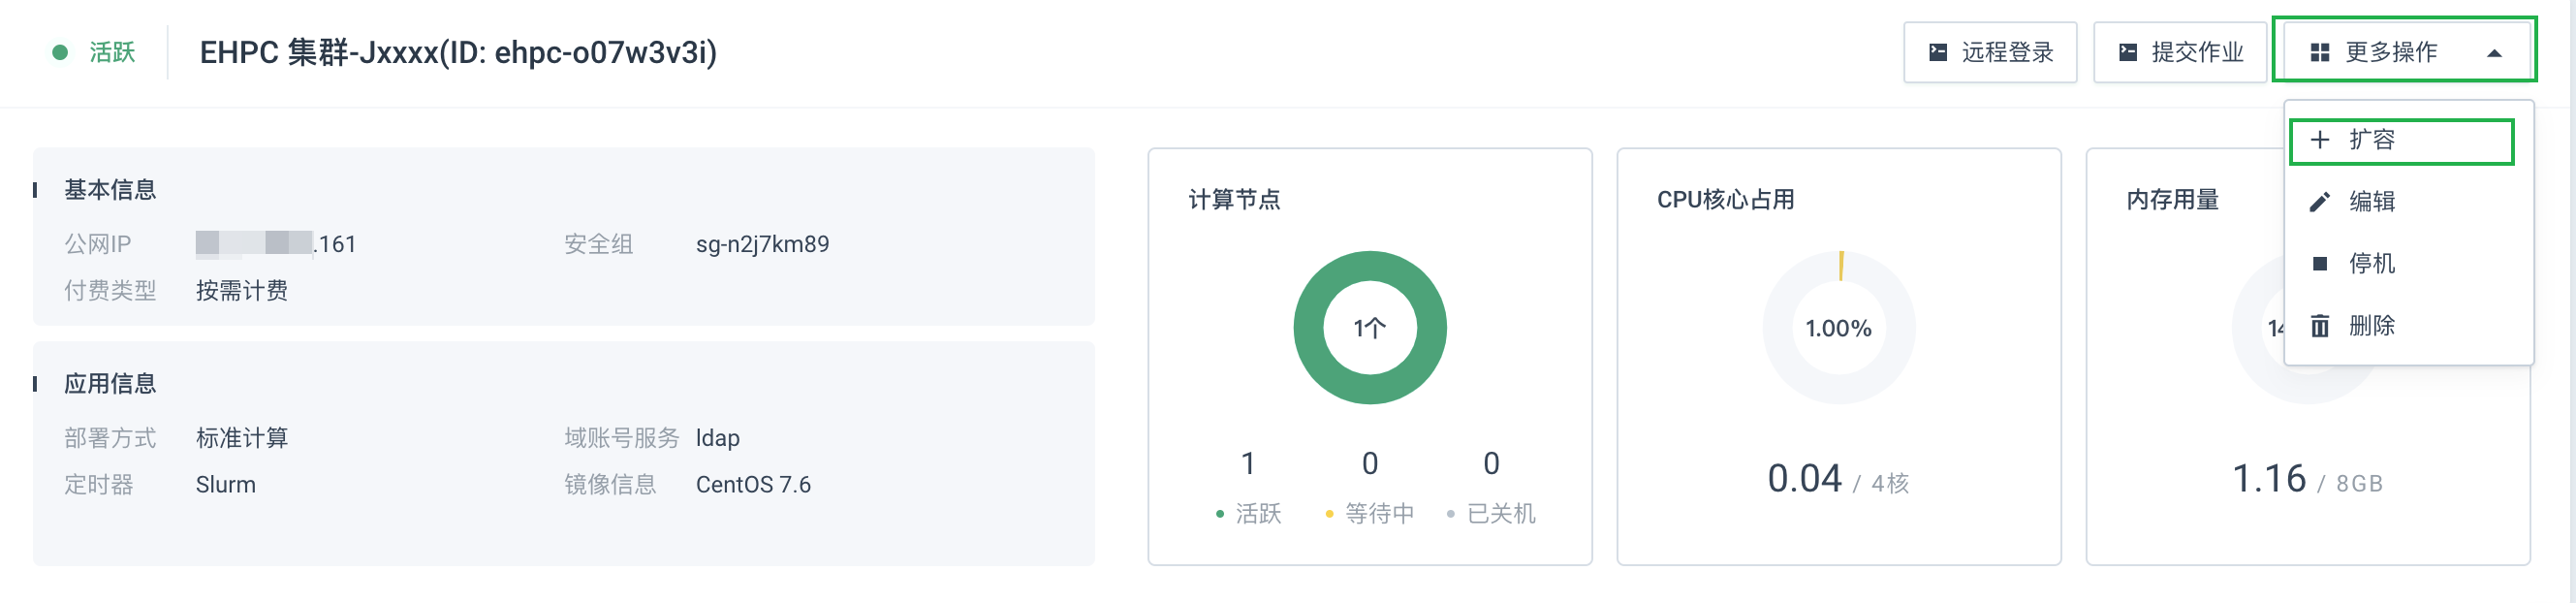 活跃
EHPC 集群-Jxxxx(ID: ehpc-o07w3v3i)
远程登录
提交作业
更多操作
扩容
编辑
停机
删除
基本信息
公网IP .161 安全组 sg-n2j7km89
付费类型 按需计费
应用信息
部署方式 标准计算 域账号服务 ldap
定时器 Slurm 镜像信息 CentOS 7.6
计算节点
1个
1 0 0
活跃 等待中 已关机
CPU核心占用
1.00%
0.04 / 4核
内存用量
1.16 / 8GB